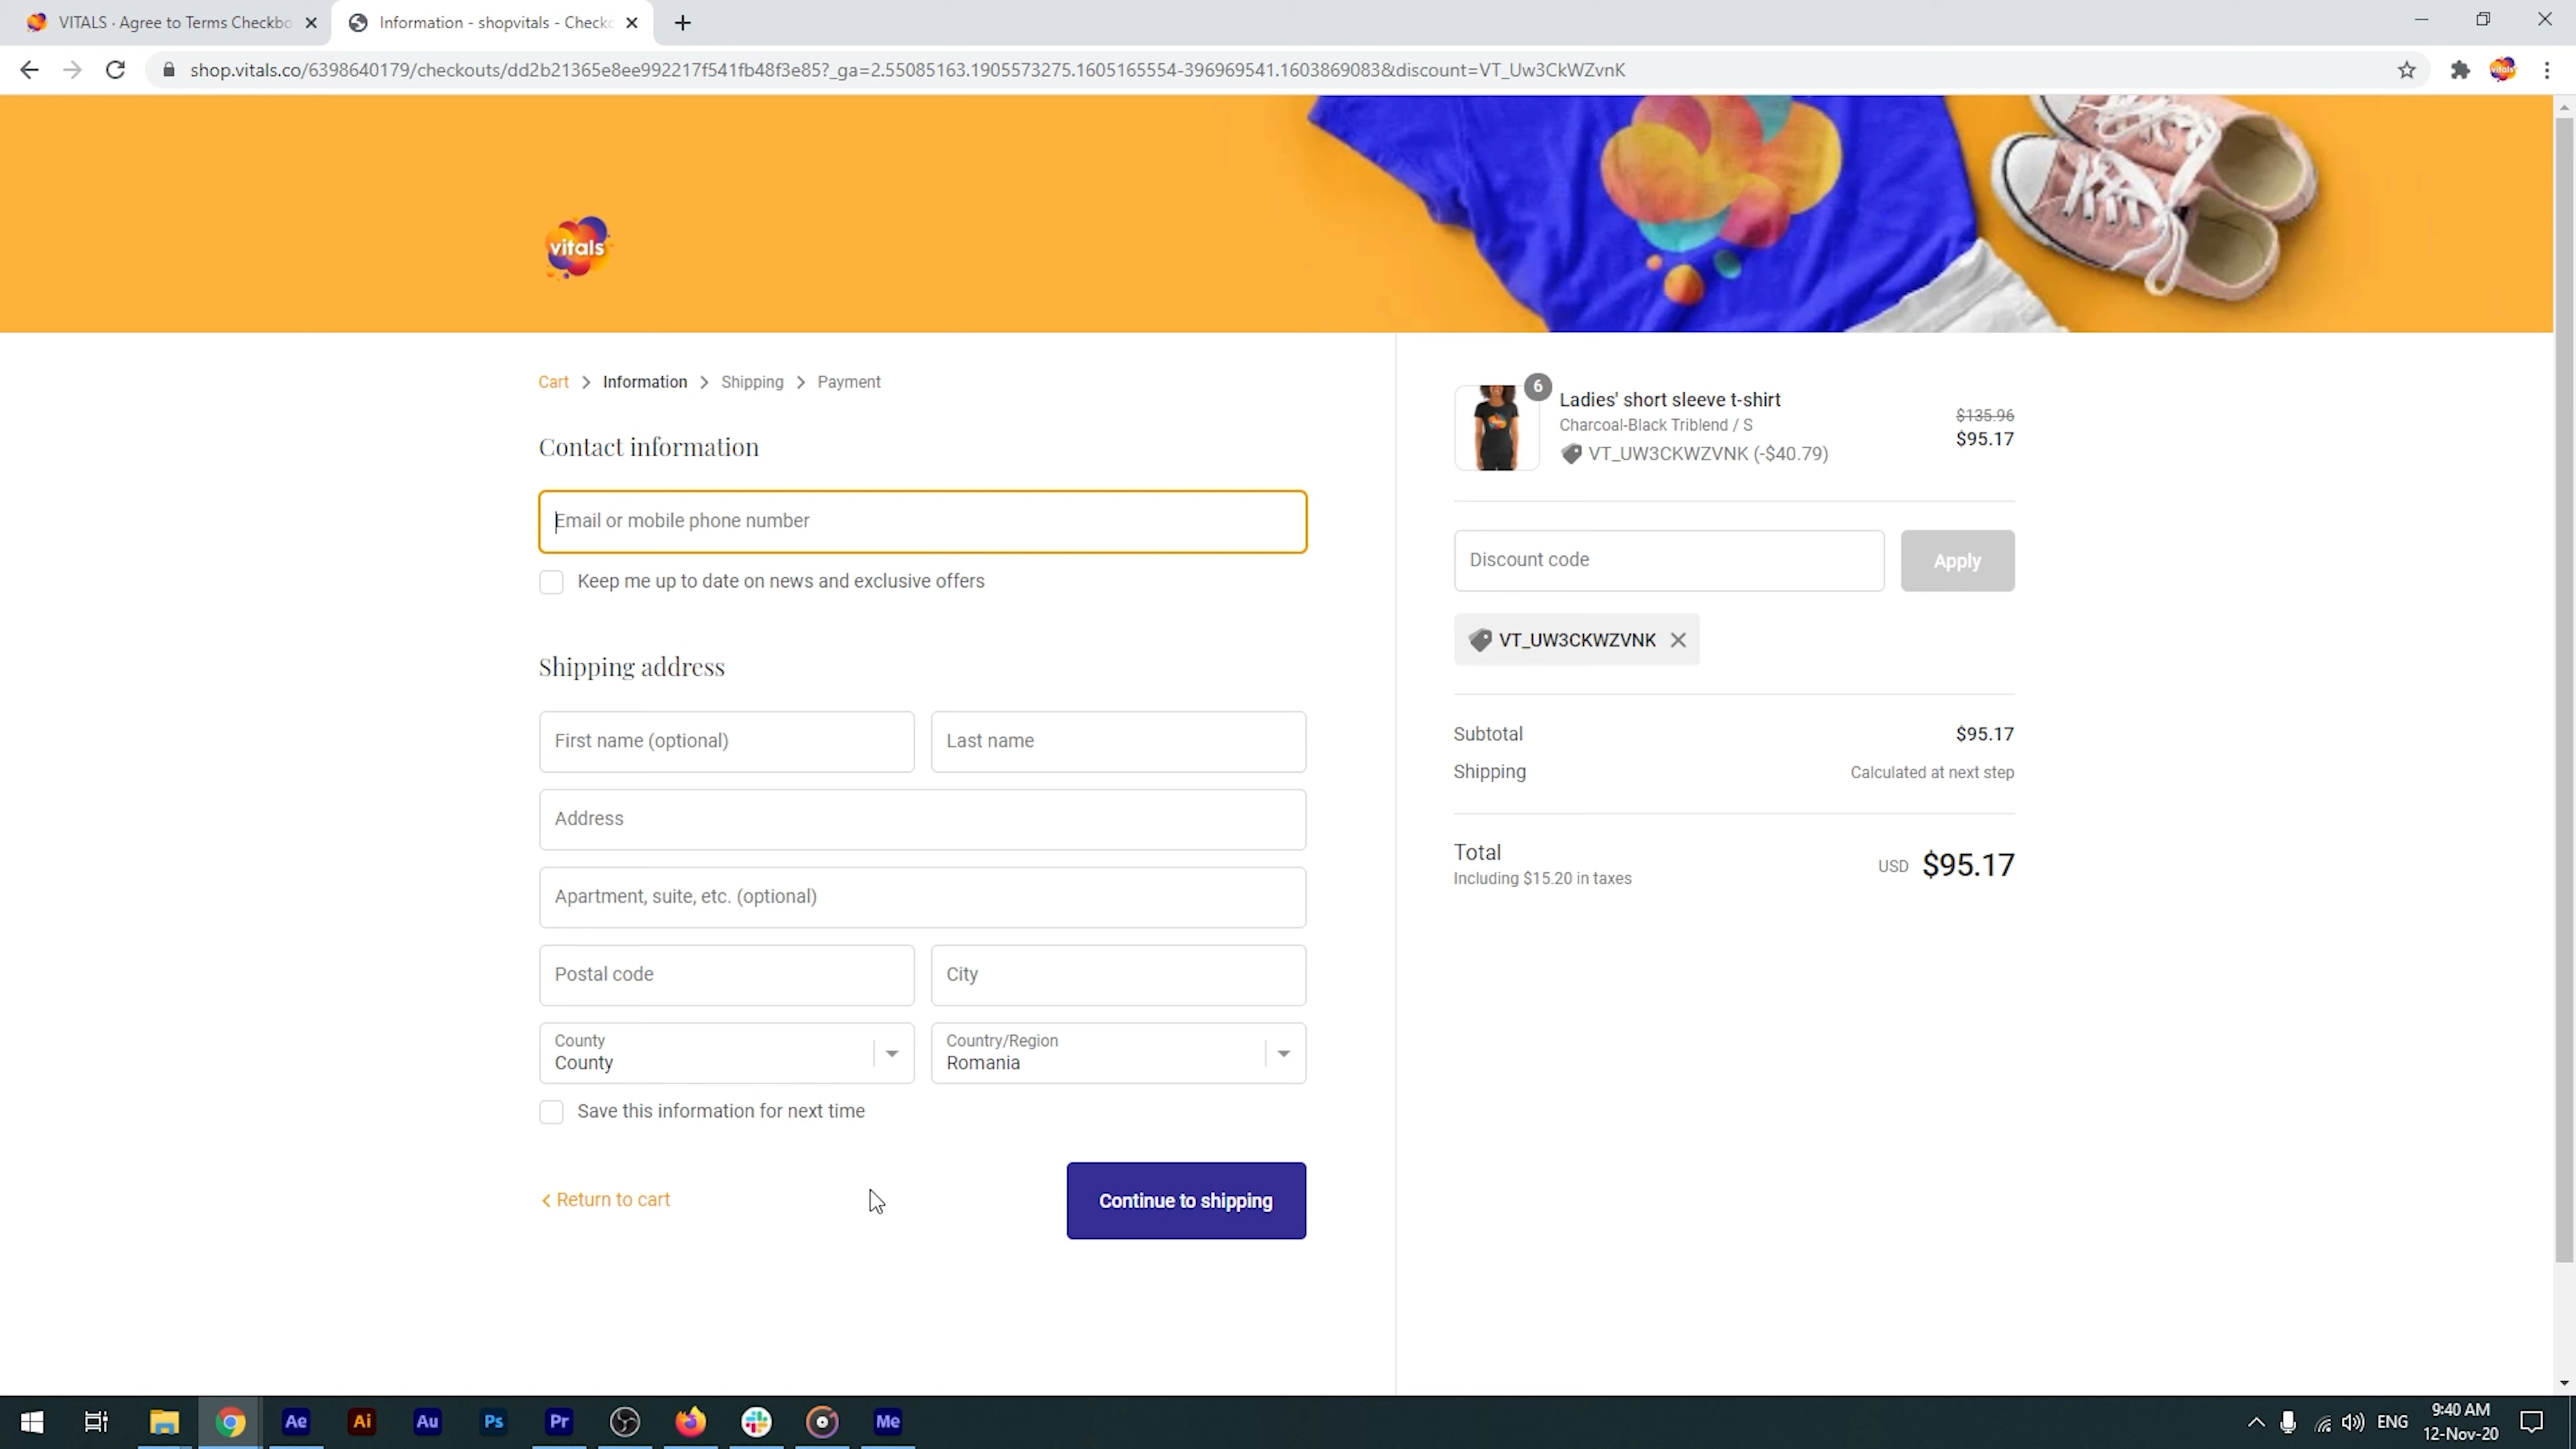 VITALS · Agree to Terms Checkbo
Information - shopvitals - Checko
shop.vitals.co/6398640179/checkouts/dd2b21365e8ee992217f541fb48f3e85?_ga=2.55085163.1905573275.1605165554-396969541.1603869083&discount=VT_Uw3CkWZvnK
vitals
vitals
Cart > Information > Shipping > Payment
Contact information
Email or mobile phone number
Keep me up to date on news and exclusive offers
Shipping address
First name (optional)
Last name
Address
Apartment, suite, etc. (optional)
Postal code
City
County
County
Country/Region
Romania
Save this information for next time
< Return to cart
Continue to shipping
6
Ladies' short sleeve t-shirt
Charcoal-Black Triblend / S
VT_UW3CKWZVNK (-$40.79)
$135.96
$95.17
Discount code
Apply
VT_UW3CKWZVNK
Subtotal $95.17
Shipping Calculated at next step
Total
Including $15.20 in taxes
USD $95.17
Ae Ai Au Ps Pr Me
ENG
9:40 AM
12-Nov-20